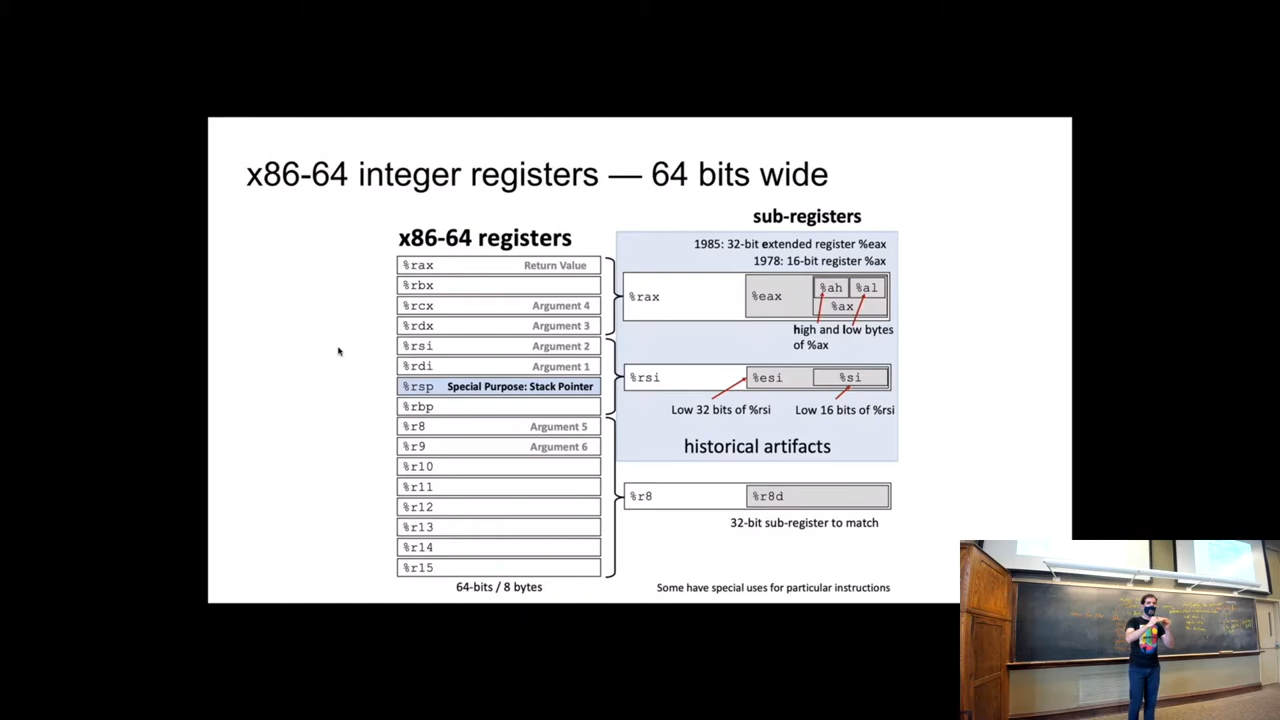 x86-64 integer registers — 64 bits wide
x86-64 registers
%rax Return Value
%rbx
%rcx Argument 4
%rdx Argument 3
%rsi Argument 2
%rdi Argument 1
%rsp Special Purpose: Stack Pointer
%rbp
%r8 Argument 5
%r9 Argument 6
%r10
%r11
%r12
%r13
%r14
%r15
64-bits / 8 bytes
sub-registers
1985: 32-bit extended register %eax
1978: 16-bit register %ax
%rax %eax %ah %al
%ax
high and low bytes
of %ax
%rsi %esi %si
Low 32 bits of %rsi Low 16 bits of %rsi
historical artifacts
%r8 %r8d
32-bit sub-register to match
Some have special uses for particular instructions